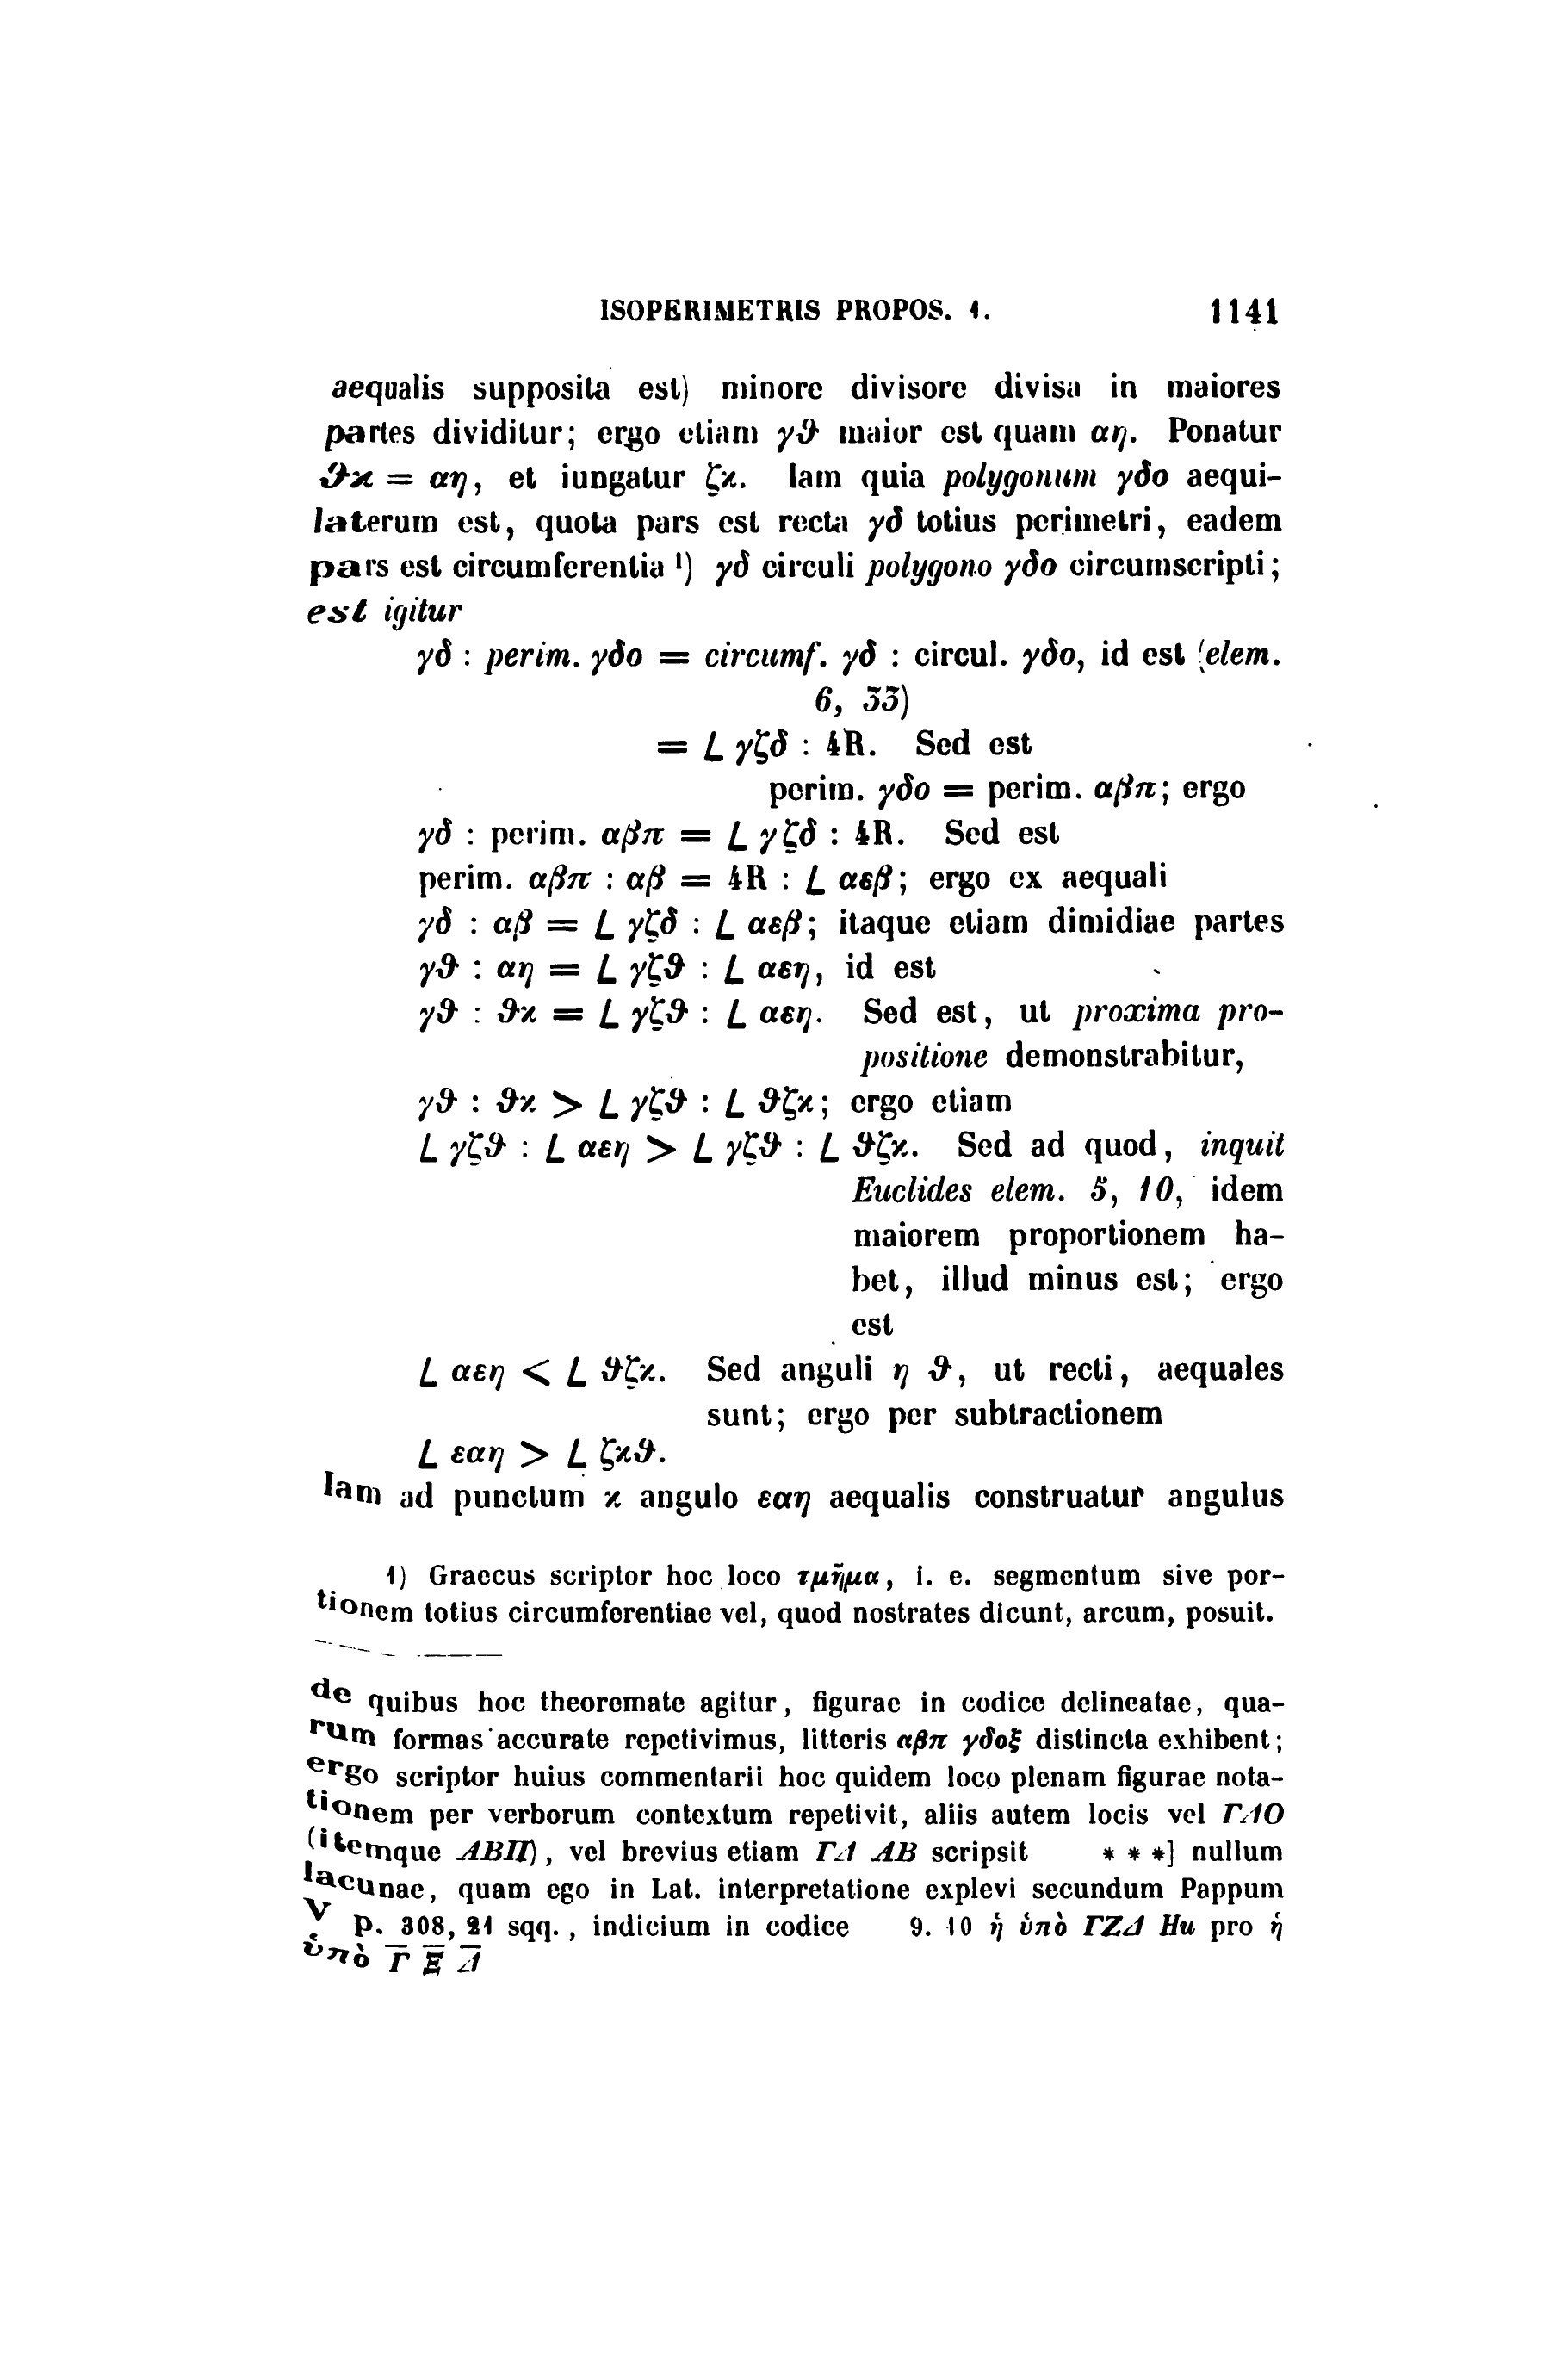 ISOPERIMETRIS PROPOS. 1. 1141
aequalis supposita est) minore divisore divisa in maiores
partes dividitur; ergo etiam γϑ maior est quam αη. Ponatur
ϑκ = αη, et iungatur ζκ. Iam quia polygonum γδο aequi-
laterum est, quota pars est recta γδ totius perimetri, eadem
pars est circumferentia ¹) γδ circuli polygono γδο circumscripti;
est igitur
γδ : perim. γδο = circumf. γδ : circul. γδο, id est (elem.
6, 33)
= L γζδ : 4R. Sed est
perim. γδο = perim. αβπ; ergo
γδ : perim. αβπ = L γζδ : 4R. Sed est
perim. αβπ : αβ = 4R : L αεβ; ergo ex aequali
γδ : αβ = L γζδ : L αεβ; itaque etiam dimidiae partes
γϑ : αη = L γζϑ : L αεη, id est
γϑ : ϑκ = L γζϑ : L αεη. Sed est, ut proxima pro-
positione demonstrabitur,
γϑ : ϑκ > L γζϑ : L ϑζκ; ergo etiam
L γζϑ : L αεη > L γζϑ : L ϑζκ. Sed ad quod, inquit
Euclides elem. 5, 10, idem
maiorem proportionem ha-
bet, illud minus est; ergo
est
L αεη < L ϑζκ. Sed anguli η ϑ, ut recti, aequales
sunt; ergo per subtractionem
L εαη > L ζκϑ.
Iam ad punctum κ angulo εαη aequalis construatur angulus
1) Graecus scriptor hoc loco τμῆμα, i. e. segmentum sive por-
tionem totius circumferentiae vel, quod nostrates dicunt, arcum, posuit.
de quibus hoc theoremate agitur, figurae in codice delineatae, qua-
rum formas accurate repetivimus, litteris αβπ γδοξ distincta exhibent;
ergo scriptor huius commentarii hoc quidem loco plenam figurae nota-
tionem per verborum contextum repetivit, aliis autem locis vel ΓΔΟ
(itemque ΑΒΠ), vel brevius etiam ΓΔ ΑΒ scripsit * * *] nullum
lacunae, quam ego in Lat. interpretatione explevi secundum Pappum
V p. 308, 21 sqq., indicium in codice 9. 10 ἡ ὑπὸ ΓΖΔ Hu pro ἡ
ὑπὸ Γ̅ Ξ̅ Δ̅